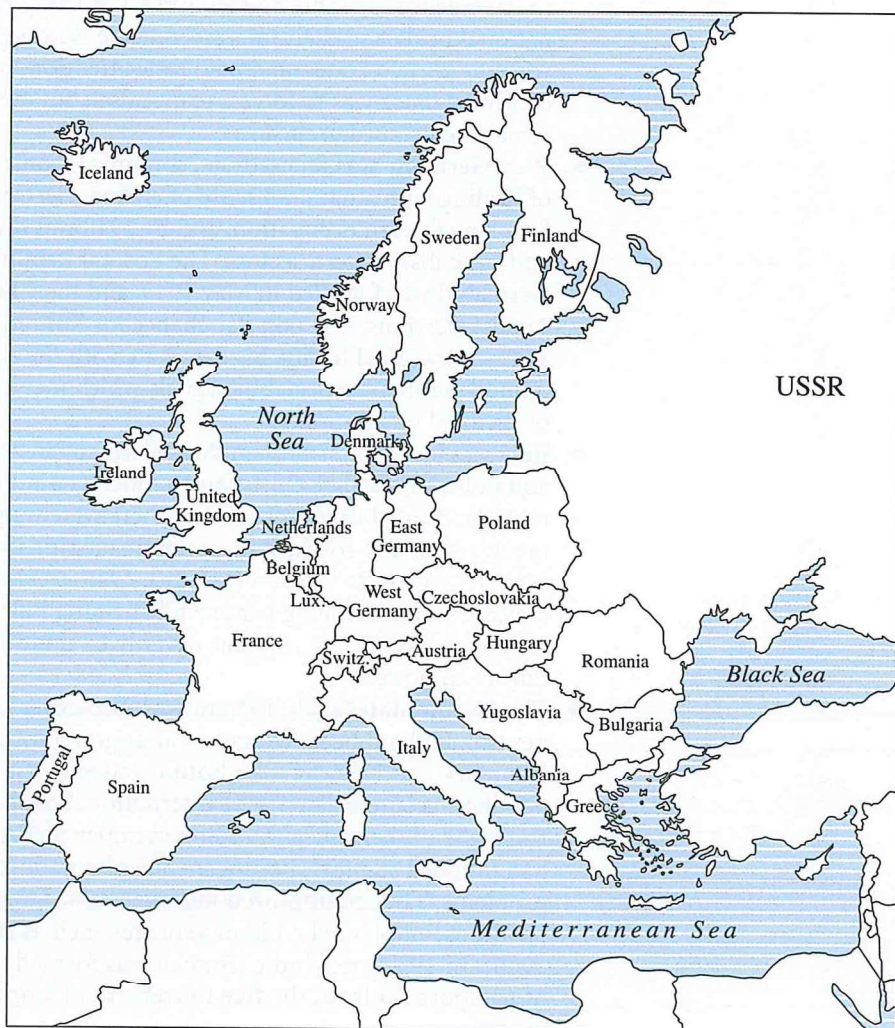 Iceland
Sweden
Finland
Norway
USSR
North
Sea
Denmark
Ireland
United
Kingdom
Netherlands
East
Germany
Poland
Belgium
Lux.
West
Germany
Czechoslovakia
France
Switz.
Austria
Hungary
Romania
Black Sea
Yugoslavia
Bulgaria
Italy
Portugal
Spain
Albania
Greece
Mediterranean Sea